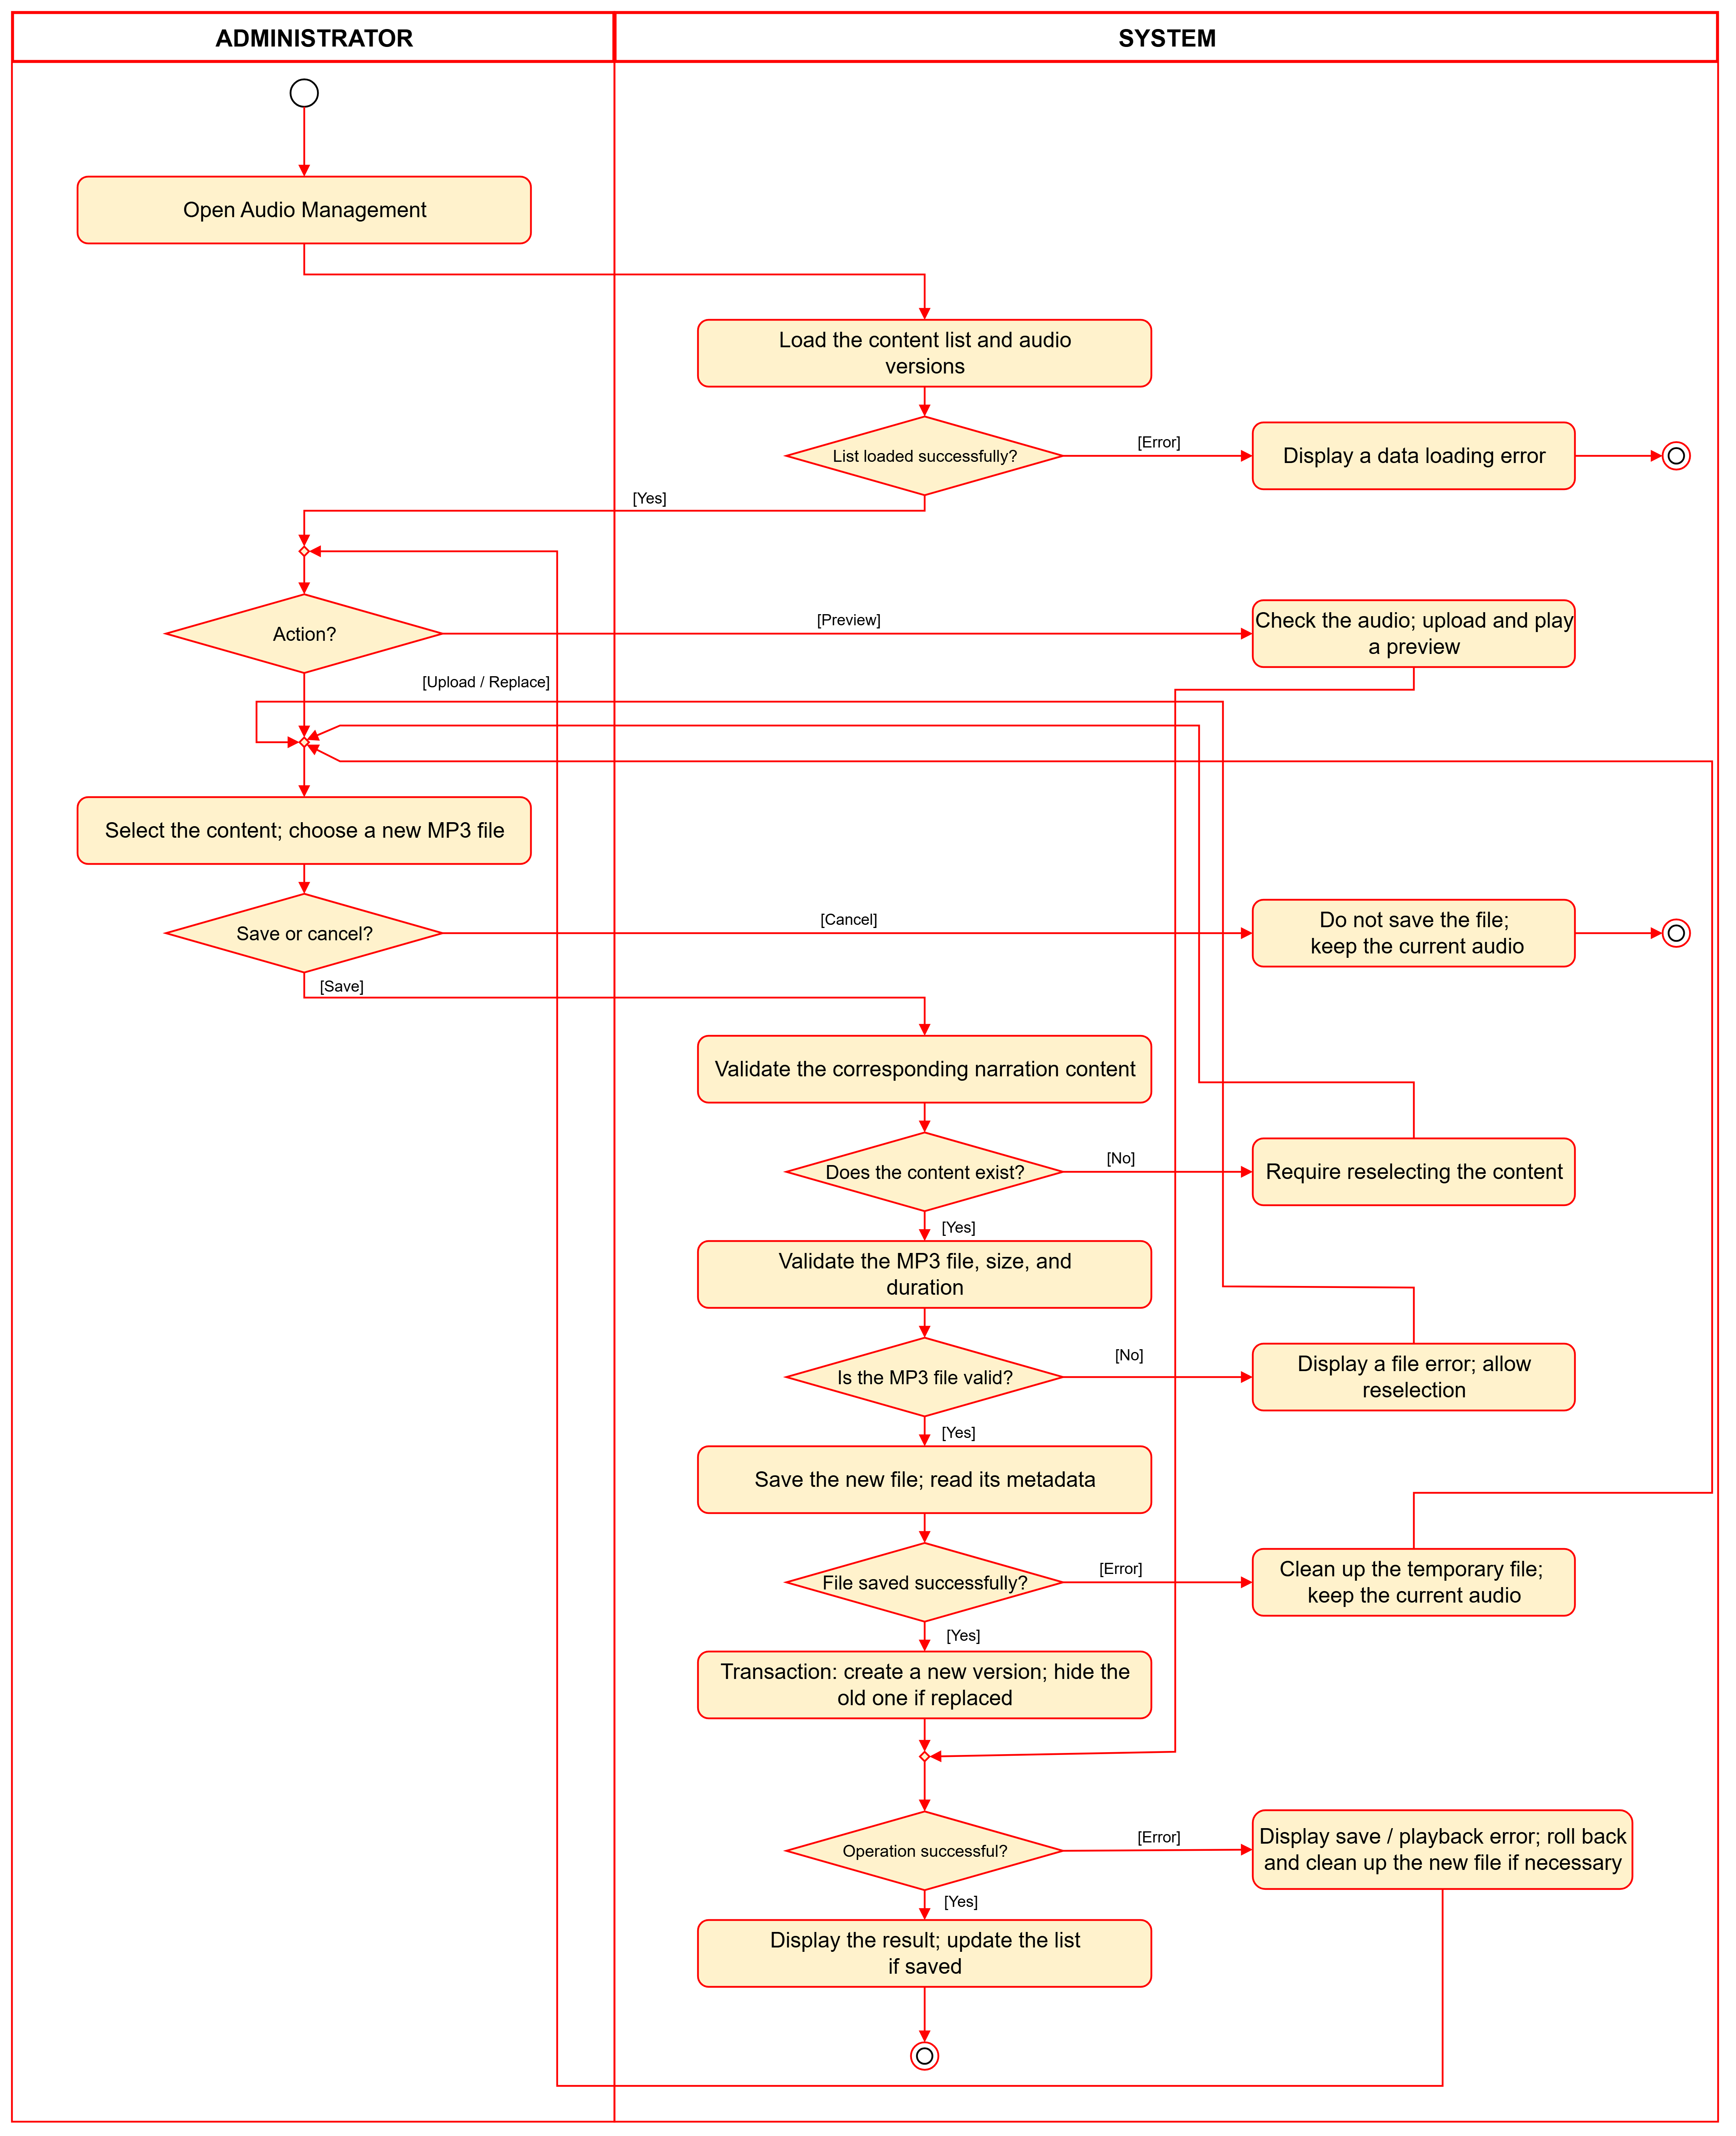 ADMINISTRATOR
SYSTEM
Open Audio Management
Load the content list and audio
versions
List loaded successfully?
[Error]
Display a data loading error
[Yes]
Action?
[Preview]
Check the audio; upload and play
a preview
[Upload / Replace]
Select the content; choose a new MP3 file
Save or cancel?
[Cancel]
Do not save the file;
keep the current audio
[Save]
Validate the corresponding narration content
Does the content exist?
[No]
Require reselecting the content
[Yes]
Validate the MP3 file, size, and
duration
Is the MP3 file valid?
[No]
Display a file error; allow
reselection
[Yes]
Save the new file; read its metadata
File saved successfully?
[Error]
Clean up the temporary file;
keep the current audio
[Yes]
Transaction: create a new version; hide the
old one if replaced
Operation successful?
[Error]
Display save / playback error; roll back
and clean up the new file if necessary
[Yes]
Display the result; update the list
if saved